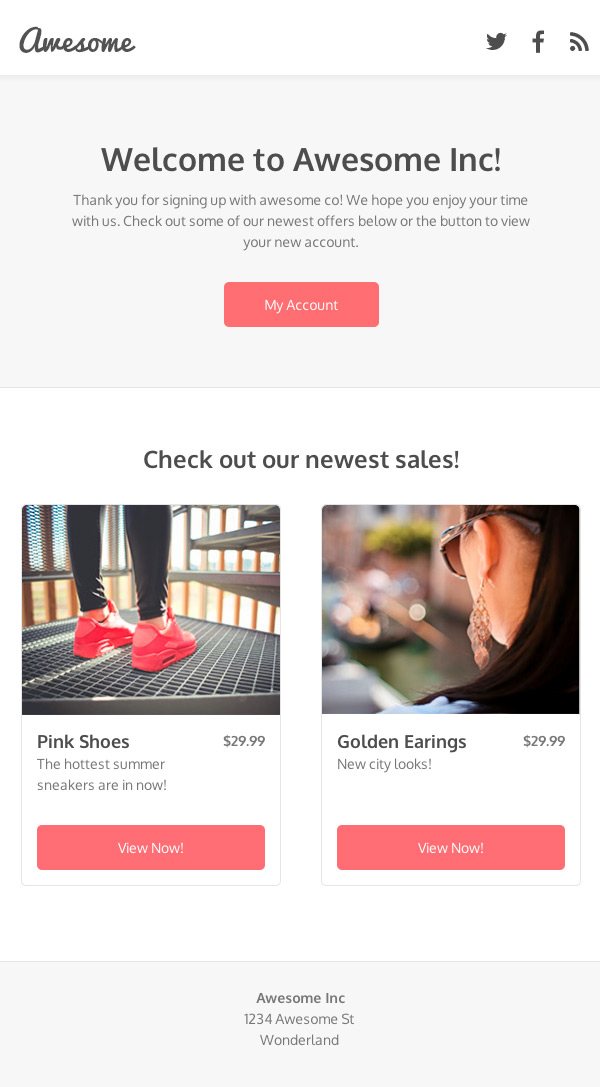 Awesome
Welcome to Awesome Inc!
Thank you for signing up with awesome co! We hope you enjoy your time
with us. Check out some of our newest offers below or the button to view
your new account.
My Account
Check out our newest sales!
Pink Shoes
$29.99
The hottest summer
sneakers are in now!
View Now!
Golden Earings
$29.99
New city looks!
View Now!
Awesome Inc
1234 Awesome St
Wonderland